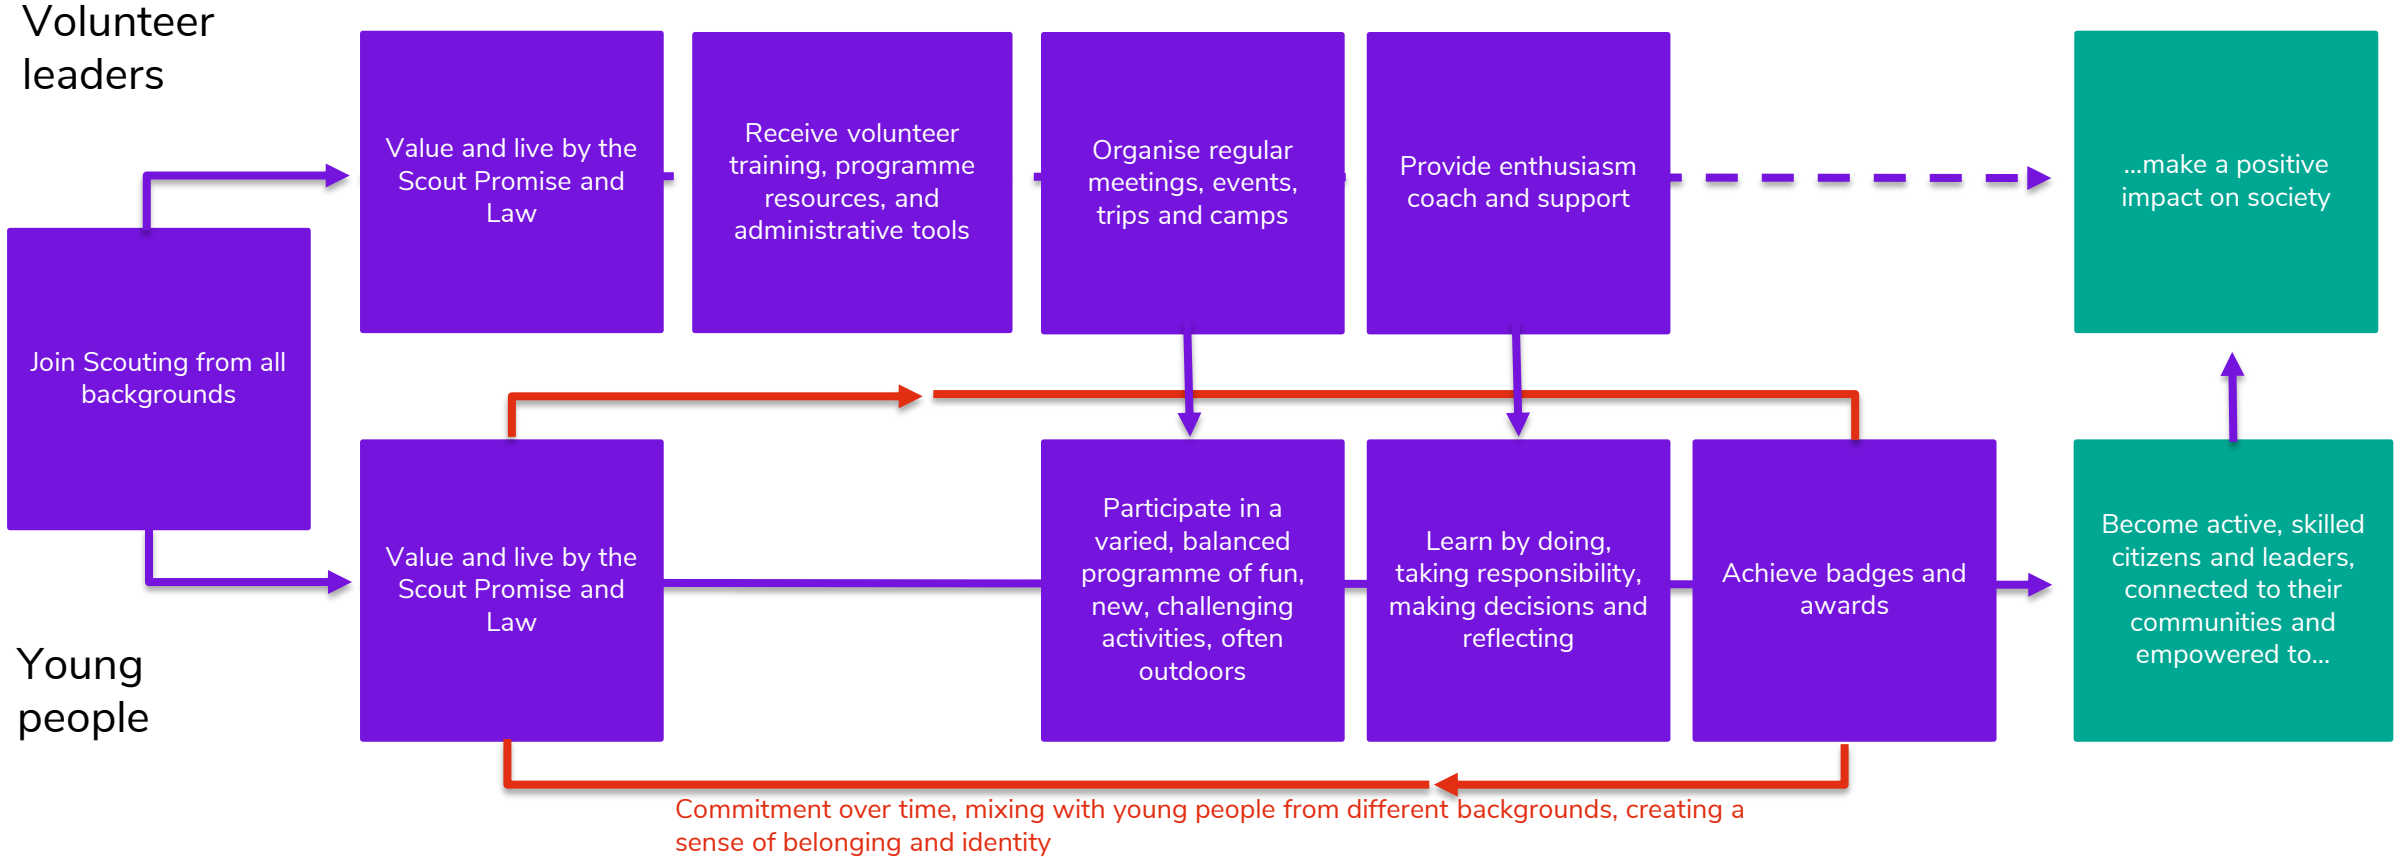 Volunteer
leaders
Value and live by the
Scout Promise and
Law
Receive volunteer
training, programme
resources, and
administrative tools
Organise regular
meetings, events,
trips and camps
Provide enthusiasm
coach and support
...make a positive
impact on society
Join Scouting from all
backgrounds
Value and live by the
Scout Promise and
Law
Participate in a
varied, balanced
programme of fun,
new, challenging
activities, often
outdoors
Learn by doing,
taking responsibility,
making decisions and
reflecting
Achieve badges and
awards
Become active, skilled
citizens and leaders,
connected to their
communities and
empowered to...
Young
people
Commitment over time, mixing with young people from different backgrounds, creating a
sense of belonging and identity